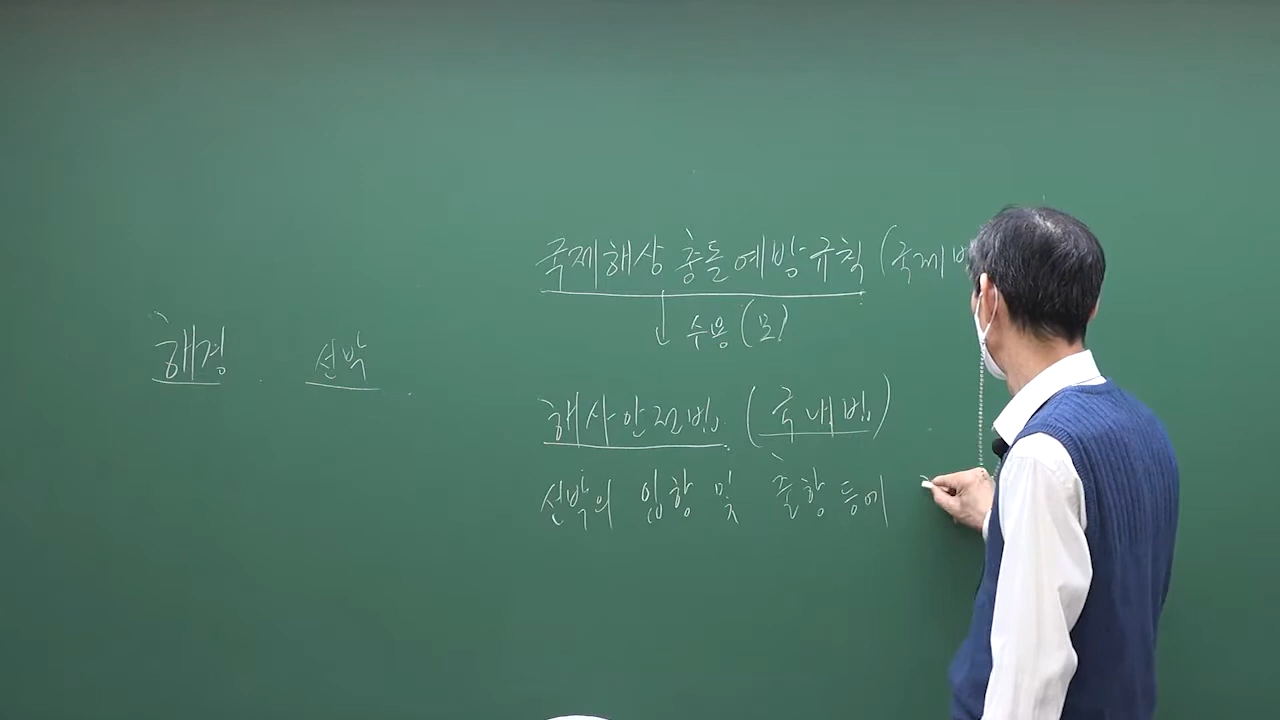 해경 선박
국제해상 충돌예방규칙 (국제
수용 (모)
해사안전법 (국내법)
선박의 입항 및 출항 등에